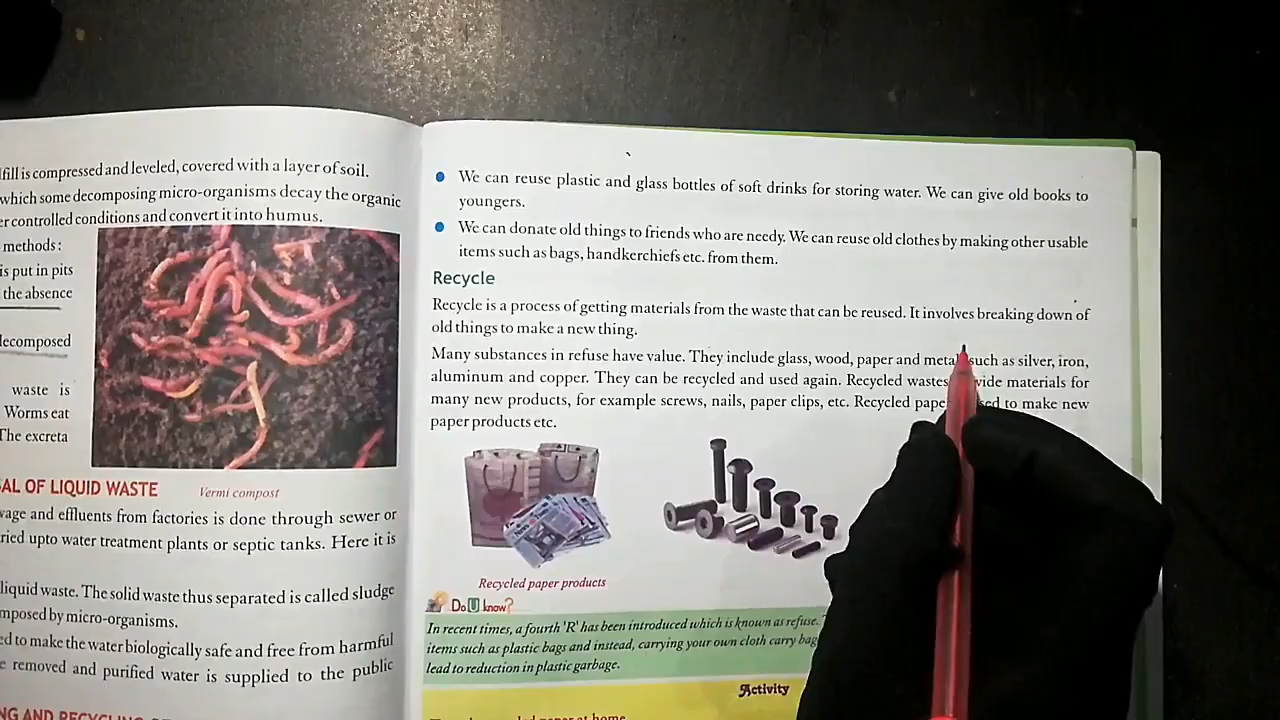 fill is compressed and leveled, covered with a layer of soil.
which some decomposing micro-organisms decay the organic
er controlled conditions and convert it into humus.
methods :
is put in pits
the absence
decomposed
waste is
Worms eat
The excreta
AL OF LIQUID WASTE
Vermi compost
wage and effluents from factories is done through sewer or
ried upto water treatment plants or septic tanks. Here it is
liquid waste. The solid waste thus separated is called sludge
mposed by micro-organisms.
ed to make the water biologically safe and free from harmful
e removed and purified water is supplied to the public
We can reuse plastic and glass bottles of soft drinks for storing water. We can give old books to
youngers.
We can donate old things to friends who are needy. We can reuse old clothes by making other usable
items such as bags, handkerchiefs etc. from them.
Recycle
Recycle is a process of getting materials from the waste that can be reused. It involves breaking down of
old things to make a new thing.
Many substances in refuse have value. They include glass, wood, paper and metal such as silver, iron,
aluminum and copper. They can be recycled and used again. Recycled wastes vide materials for
many new products, for example screws, nails, paper clips, etc. Recycled pape sed to make new
paper products etc.
Recycled paper products
Do U know?
In recent times, a fourth 'R' has been introduced which is known as refuse.
items such as plastic bags and instead, carrying your own cloth carry bag
lead to reduction in plastic garbage.
Activity